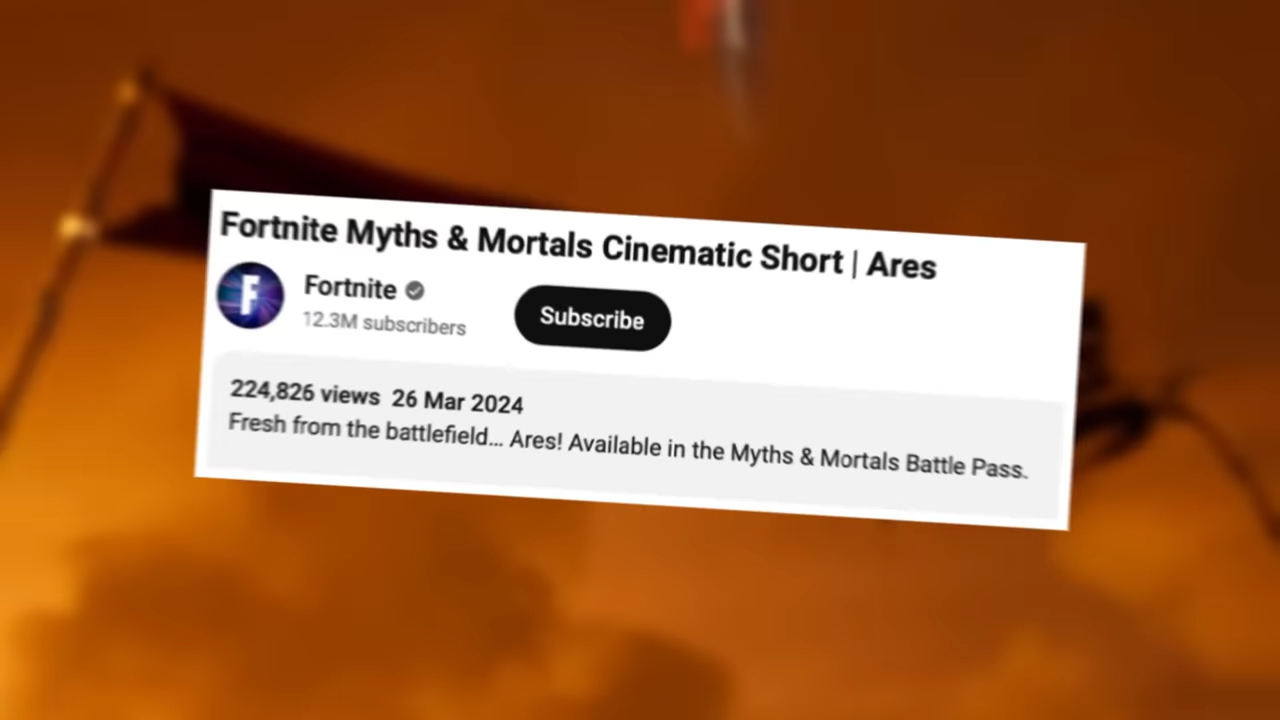 Fortnite Myths & Mortals Cinematic Short | Ares
F
Fortnite
12.3M subscribers
Subscribe
224,826 views 26 Mar 2024
Fresh from the battlefield... Ares! Available in the Myths & Mortals Battle Pass.